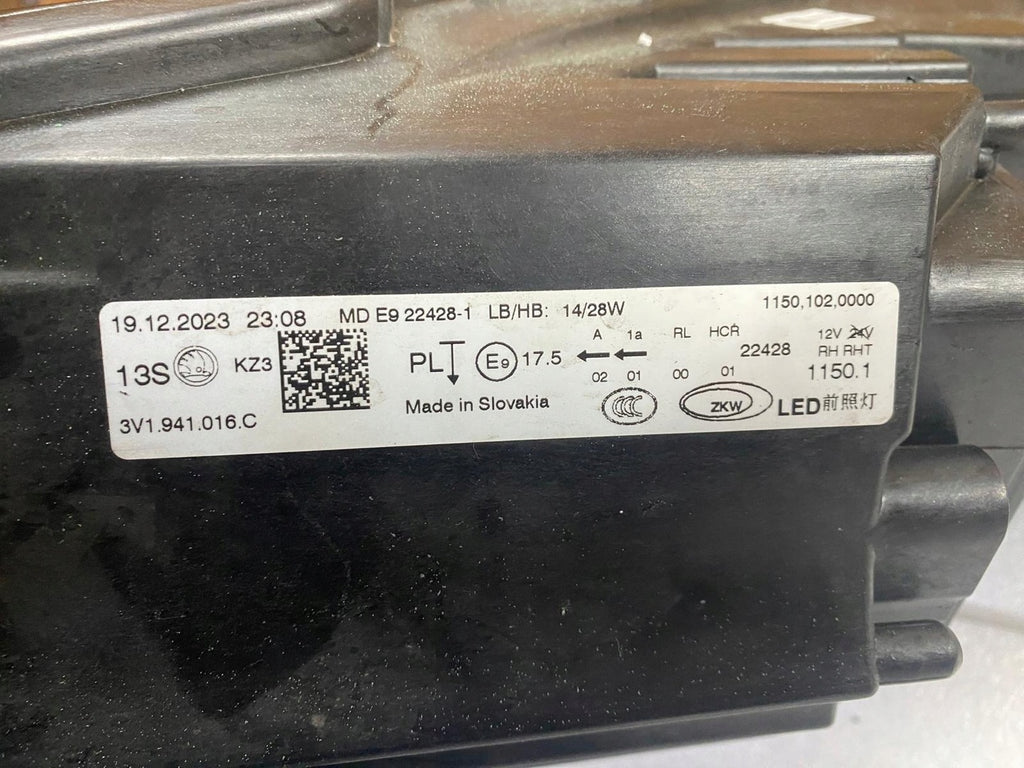 19.12.2023 23:08 MD E9 22428-1 LB/HB: 14/28W 1150,102,0000
13S KZ3 PL E9 17.5 A 1a RL HCR 12V 24V
22428 RH RHT
02 01 00 01 1150.1
3V1.941.016.C Made in Slovakia CCC ZKW LED前照灯